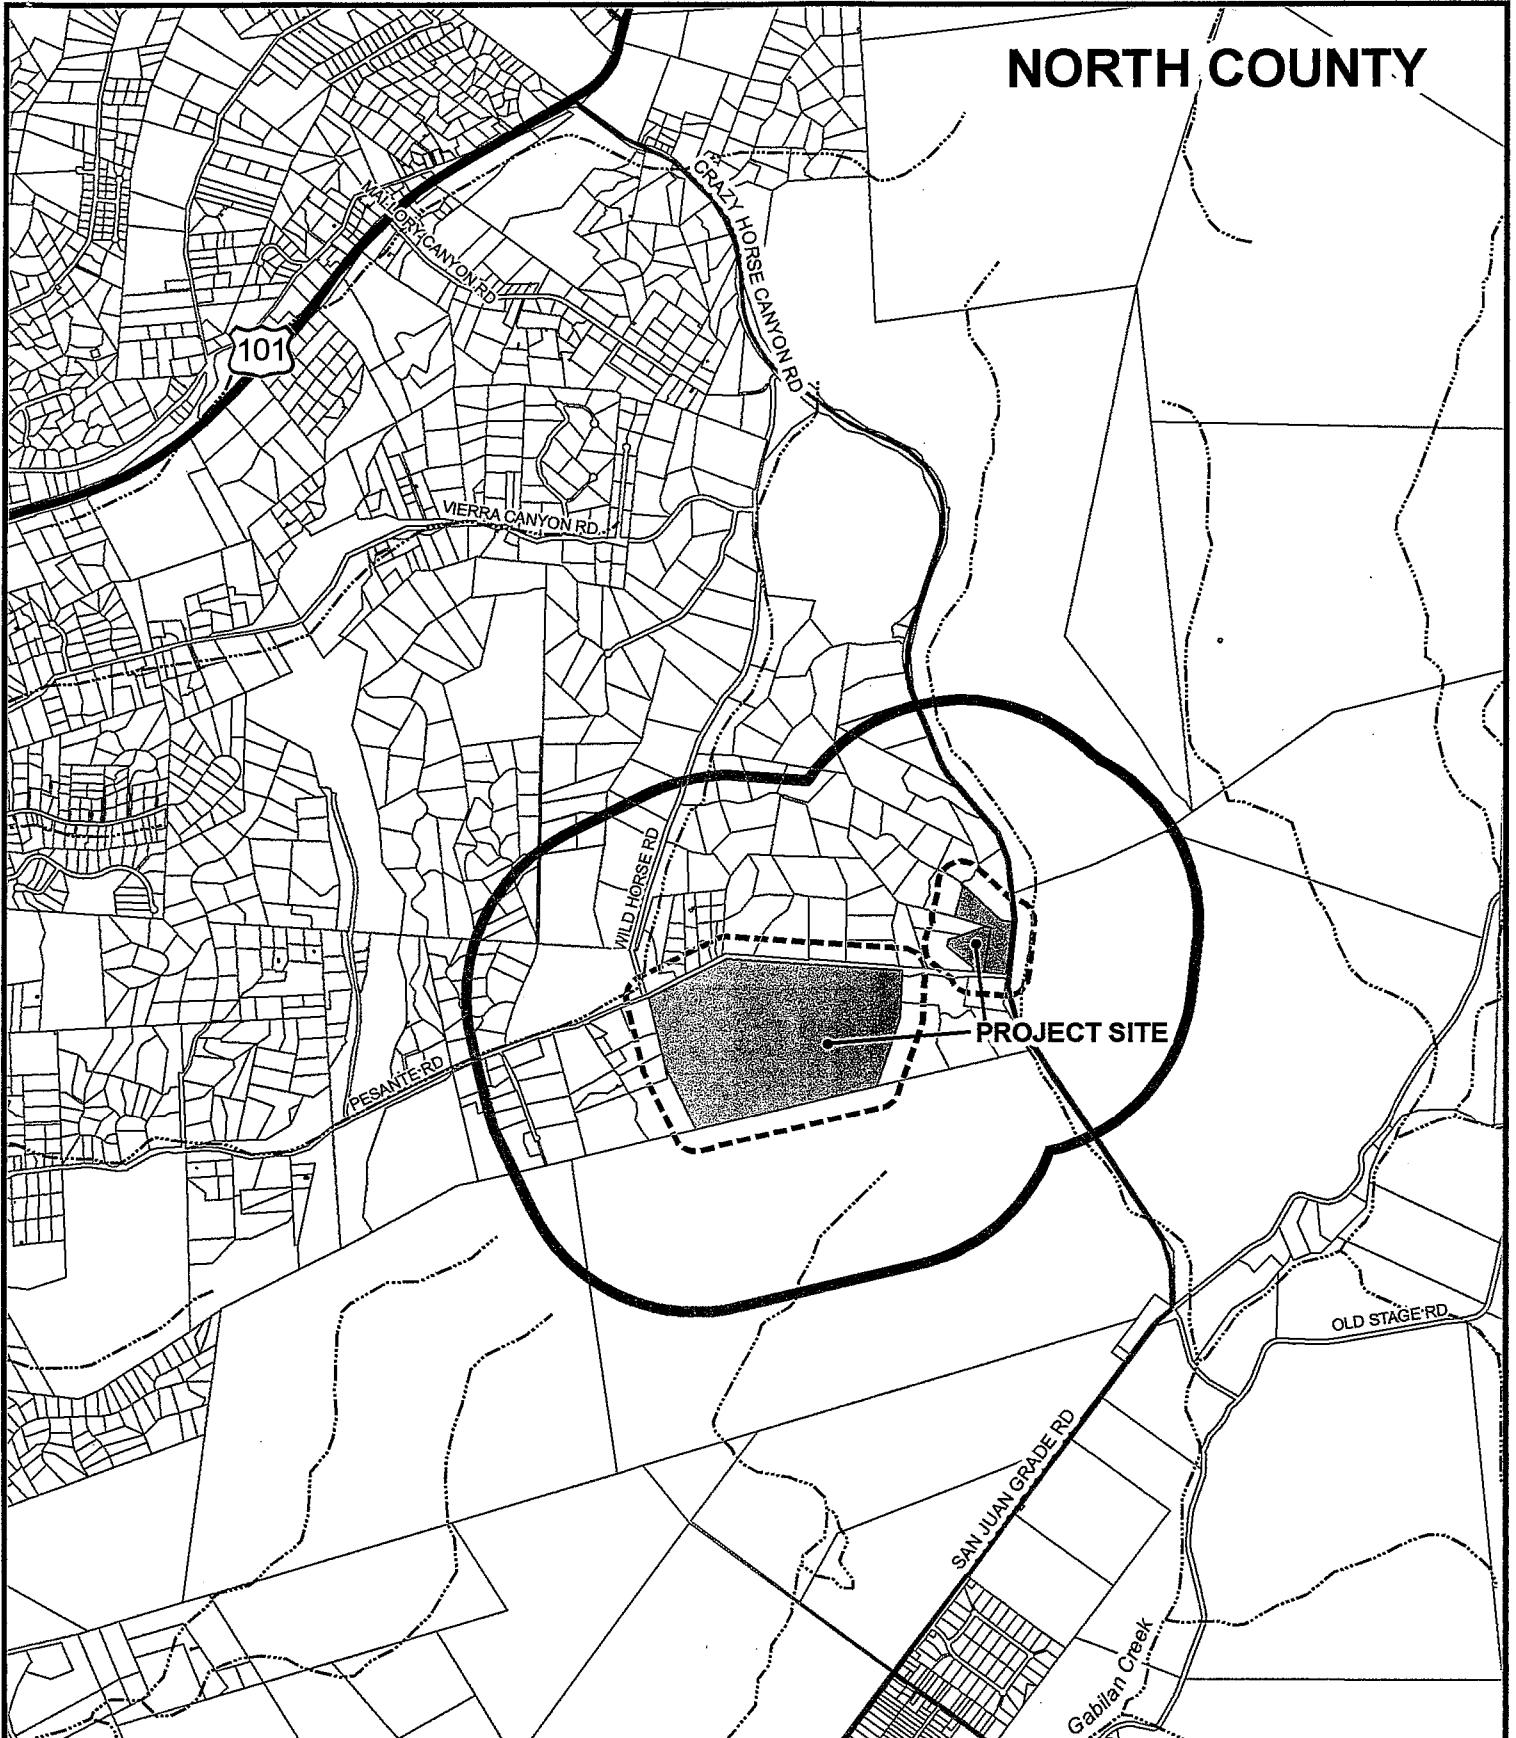 NORTH COUNTY
CRAZY HORSE CANYON RD
MALLORY CANYON RD
101
VIERRA CANYON RD
WILD HORSE RD
PROJECT SITE
PESANTE RD
OLD STAGE RD
SAN JUAN GRADE RD
Gabilan Creek